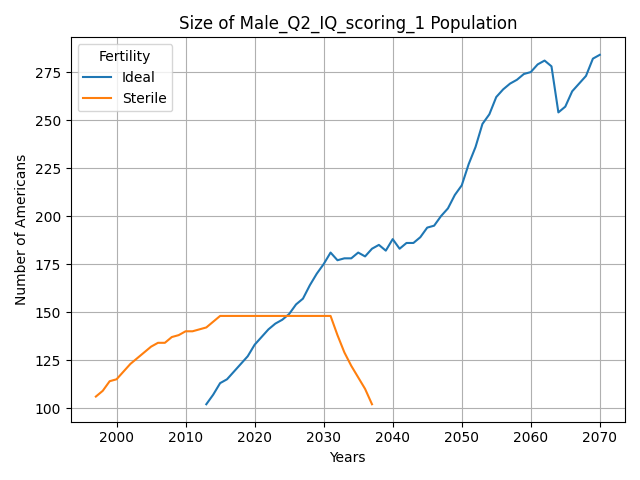 Size of Male_Q2_IQ_scoring_1 Population
Fertility
Ideal
Sterile
Number of Americans
275
250
225
200
175
150
125
100
2000 2010 2020 2030 2040 2050 2060 2070
Years